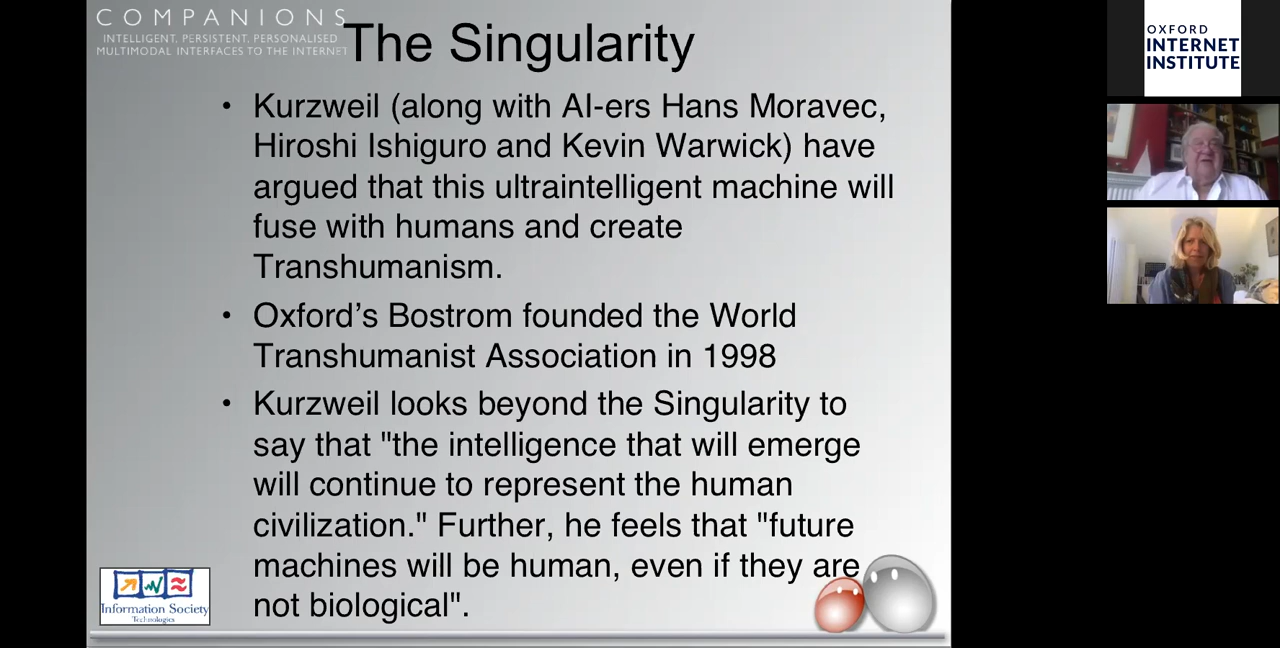 COMPANIONS
INTELLIGENT, PERSISTENT, PERSONALISED
MULTIMODAL INTERFACES TO THE INTERNET
The Singularity
• Kurzweil (along with AI-ers Hans Moravec,
Hiroshi Ishiguro and Kevin Warwick) have
argued that this ultraintelligent machine will
fuse with humans and create
Transhumanism.
• Oxford’s Bostrom founded the World
Transhumanist Association in 1998
• Kurzweil looks beyond the Singularity to
say that "the intelligence that will emerge
will continue to represent the human
civilization." Further, he feels that "future
machines will be human, even if they are
not biological".
Information Society
Technologies
OXFORD
INTERNET
INSTITUTE